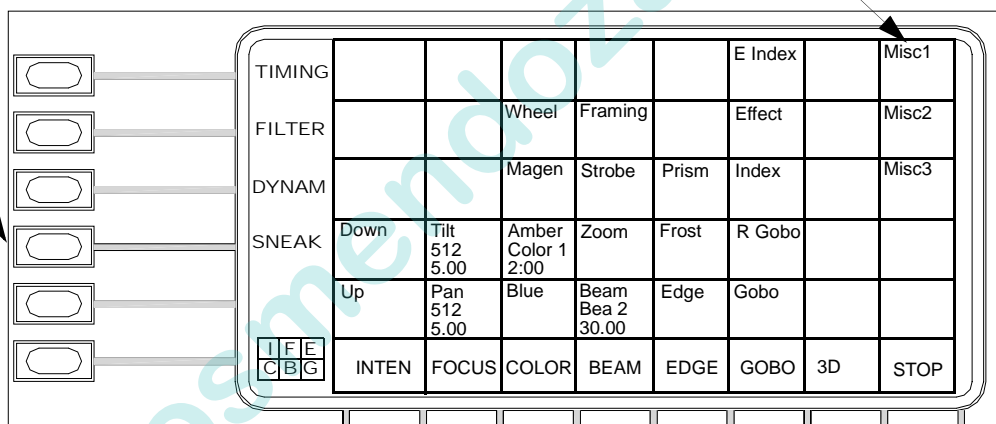 E Index Misc1
TIMING
Wheel Framing Effect Misc2
FILTER
Magen Strobe Prism Index Misc3
DYNAM
SNEAK
Down Tilt Amber Zoom Frost R Gobo
512 Color 1
5.00 2:00
Up Pan Blue Beam Edge Gobo
512 Bea 2
5.00 30.00
I F E
C B G
INTEN FOCUS COLOR BEAM EDGE GOBO 3D STOP
osmendoza